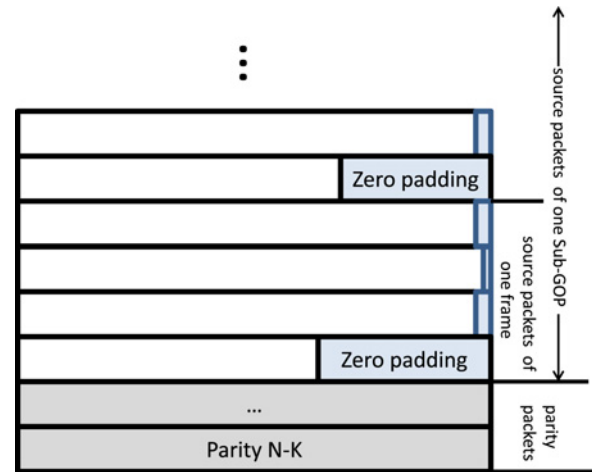 ⋮
Zero padding
Zero padding
...
Parity N-K
source packets of one Sub-GOP
source packets of
one frame
parity
packets